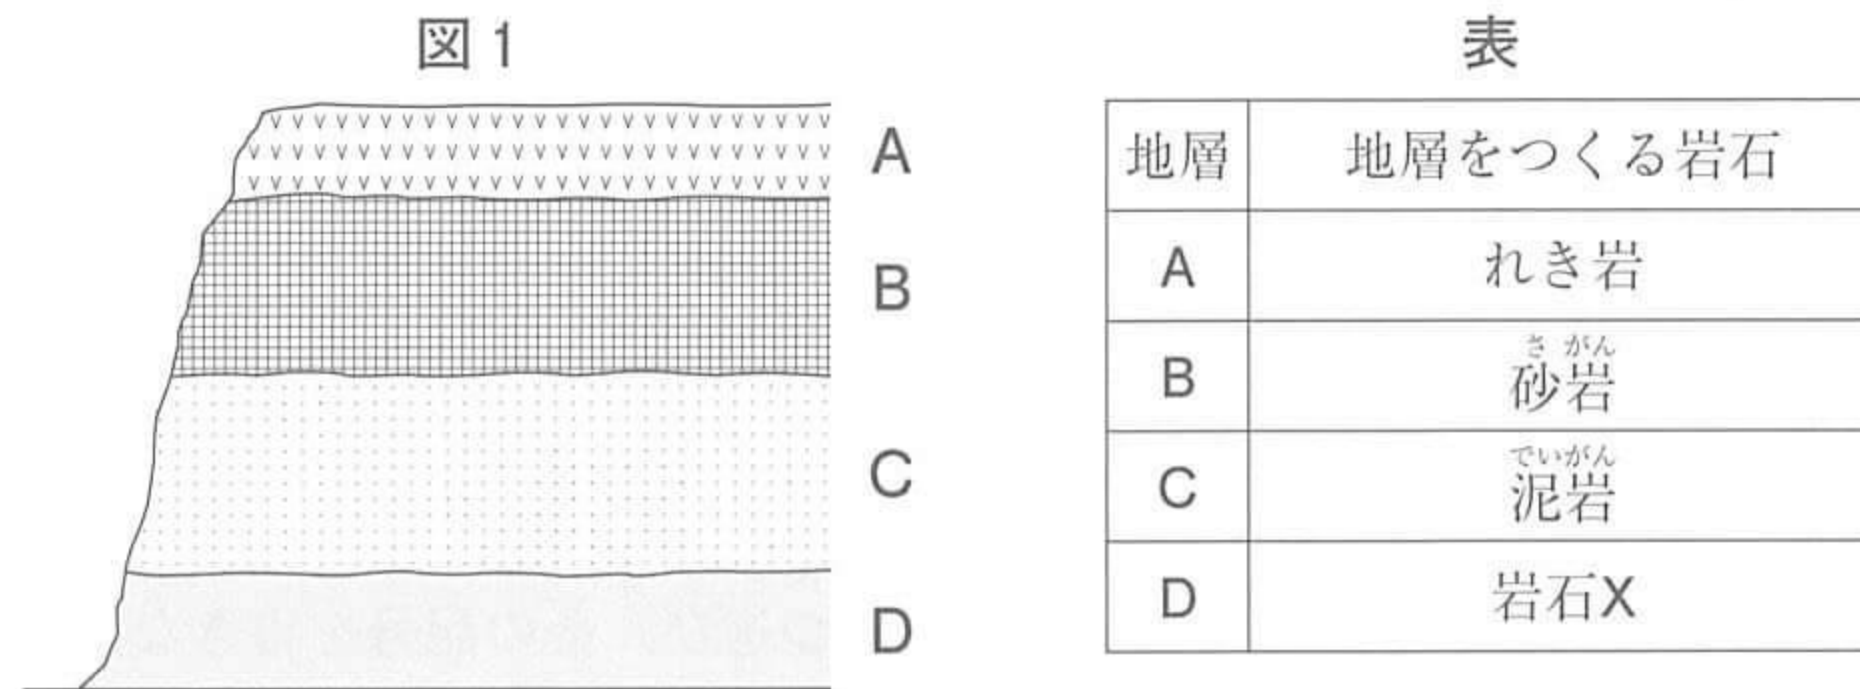 図1
A
B
C
D
表
地層 地層をつくる岩石
A れき岩
さ がん
B 砂岩
でいがん
C 泥岩
D 岩石X